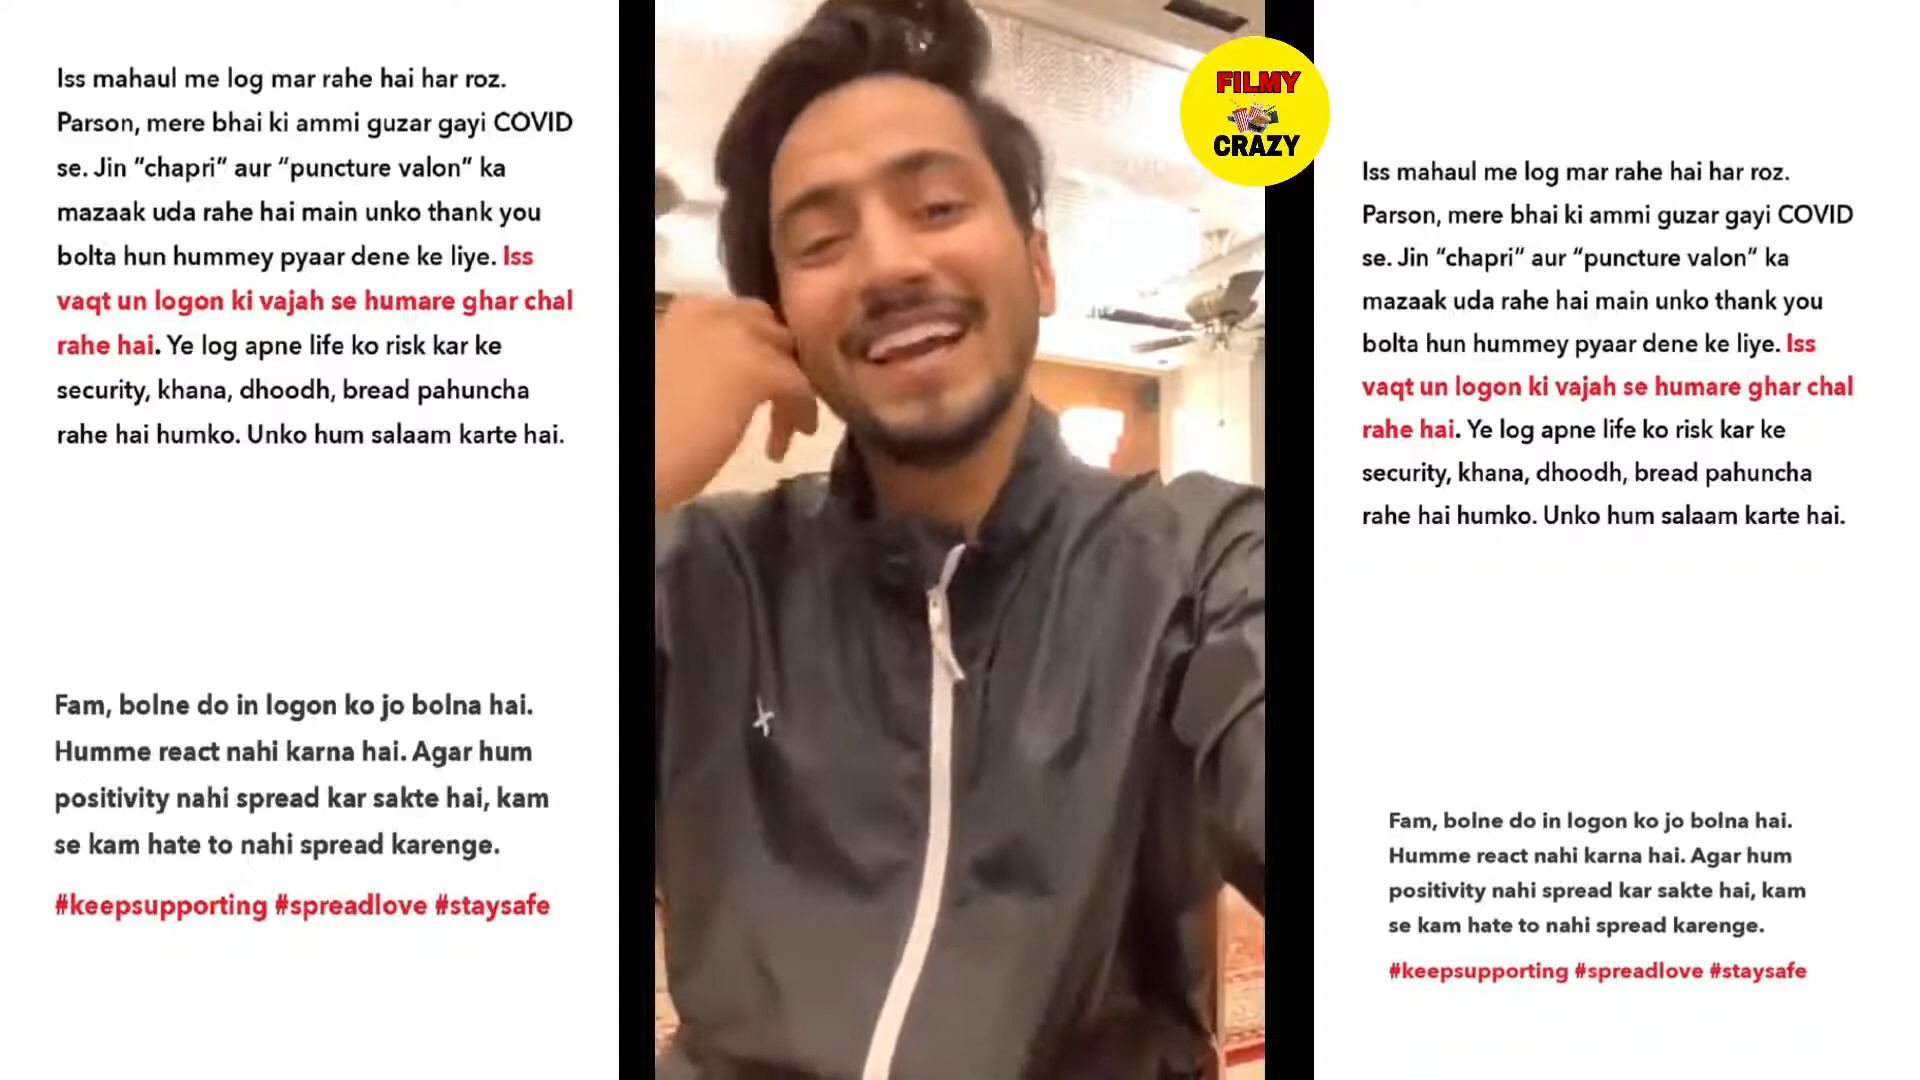 Iss mahaul me log mar rahe hai har roz.
Parson, mere bhai ki ammi guzar gayi COVID
se. Jin “chapri” aur “puncture valon” ka
mazaak uda rahe hai main unko thank you
bolta hun hummey pyaar dene ke liye. Iss
vaqt un logon ki vajah se humare ghar chal
rahe hai. Ye log apne life ko risk kar ke
security, khana, dhoodh, bread pahuncha
rahe hai humko. Unko hum salaam karte hai.
Fam, bolne do in logon ko jo bolna hai.
Humme react nahi karna hai. Agar hum
positivity nahi spread kar sakte hai, kam
se kam hate to nahi spread karenge.
#keepsupporting #spreadlove #staysafe
FILMY
CRAZY
Iss mahaul me log mar rahe hai har roz.
Parson, mere bhai ki ammi guzar gayi COVID
se. Jin “chapri” aur “puncture valon” ka
mazaak uda rahe hai main unko thank you
bolta hun hummey pyaar dene ke liye. Iss
vaqt un logon ki vajah se humare ghar chal
rahe hai. Ye log apne life ko risk kar ke
security, khana, dhoodh, bread pahuncha
rahe hai humko. Unko hum salaam karte hai.
Fam, bolne do in logon ko jo bolna hai.
Humme react nahi karna hai. Agar hum
positivity nahi spread kar sakte hai, kam
se kam hate to nahi spread karenge.
#keepsupporting #spreadlove #staysafe